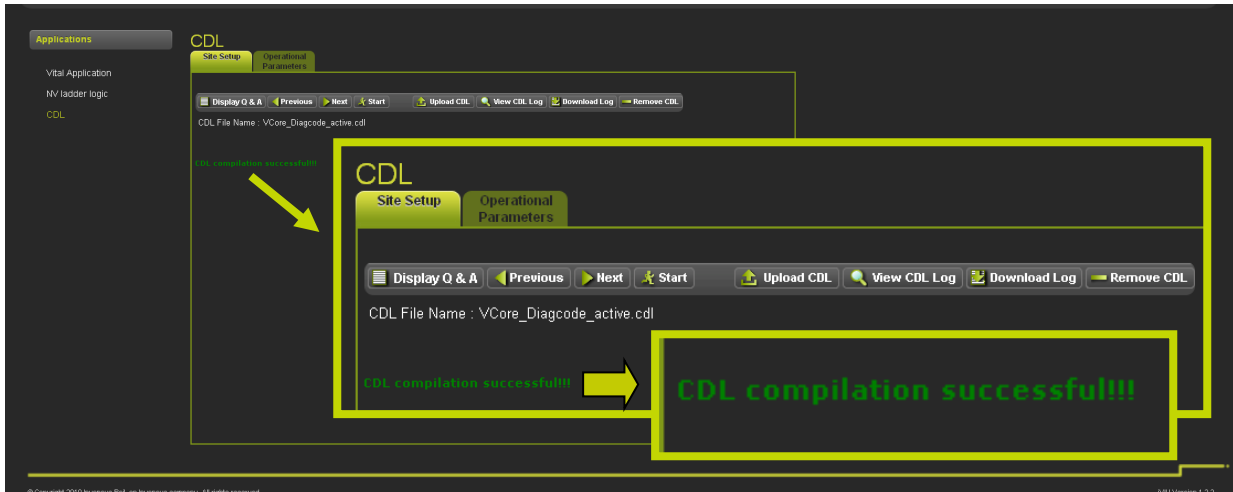 Applications
Vital Application
NV ladder logic
CDL
CDL
Site Setup
Operational
Parameters
Display Q & A Previous Next Start Upload CDL View CDL Log Download Log Remove CDL
CDL File Name : VCore_Diagcode_active.cdl
CDL compilation successful!!!
CDL
Site Setup
Operational
Parameters
Display Q & A Previous Next Start Upload CDL View CDL Log Download Log Remove CDL
CDL File Name : VCore_Diagcode_active.cdl
CDL compilation successful!!!
CDL compilation successful!!!